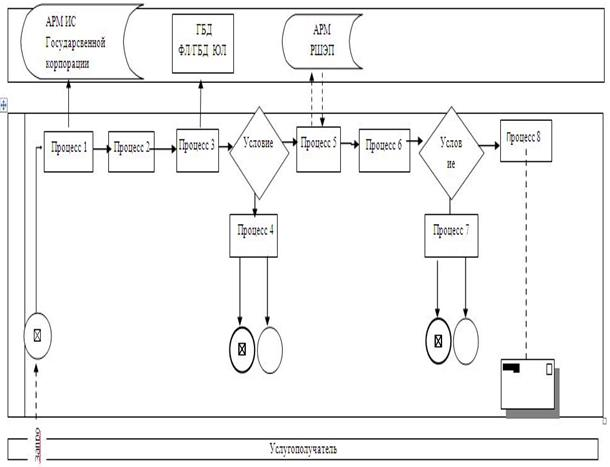 АРМ ИС
Государсвенной
корпорации
ГБД
ФЛ/ГБД ЮЛ
АРМ
РШЭП
Процесс 1
Процесс 2
Процесс 3
Условие
Процесс 5
Процесс 6
Услов
ие
Процесс 8
Процесс 4
Процесс 7
запро
Услугополучатель